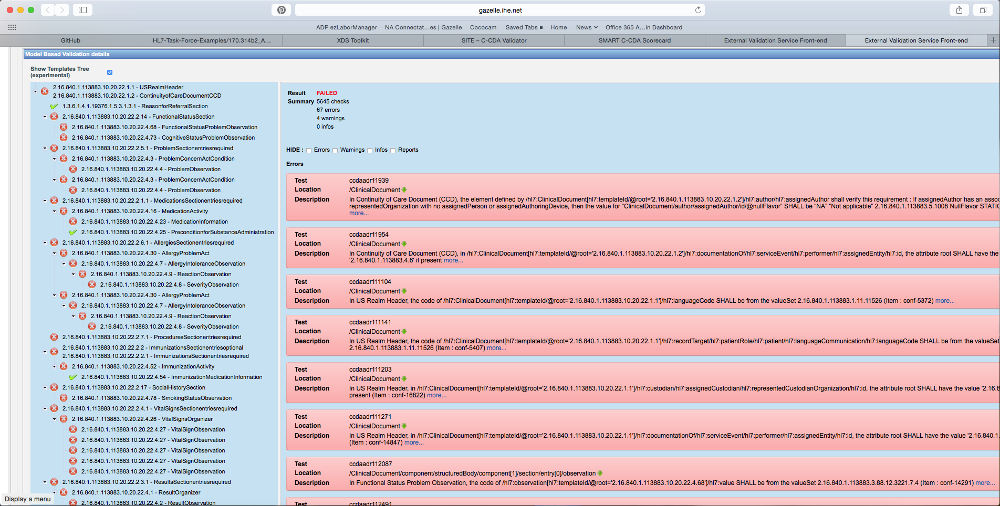 gazelle.ihe.net
ADP ezLaborManager NA Connectat...es | Gazelle Cococam Saved Tabs Home News Office 365 A...in Dashboard
GitHub HL7-Task-Force-Examples/170.314b2_A... XDS Toolkit SITE – C-CDA Validator SMART C-CDA Scorecard External Validation Service Front-end External Validation Service Front-end
Model Based Validation details
Show Templates Tree
(experimental)
2.16.840.1.113883.10.20.22.1.1 - USRealmHeader
2.16.840.1.113883.10.20.22.1.2 - ContinuityofCareDocumentCCD
1.3.6.1.4.1.19376.1.5.3.1.3.1 - ReasonforReferralSection
2.16.840.1.113883.10.20.22.2.14 - FunctionalStatusSection
2.16.840.1.113883.10.20.22.4.68 - FunctionalStatusProblemObservation
2.16.840.1.113883.10.20.22.4.73 - CognitiveStatusProblemObservation
2.16.840.1.113883.10.20.22.2.5.1 - ProblemSectionentriesrequired
2.16.840.1.113883.10.20.22.4.3 - ProblemConcernActCondition
2.16.840.1.113883.10.20.22.4.4 - ProblemObservation
2.16.840.1.113883.10.20.22.4.3 - ProblemConcernActCondition
2.16.840.1.113883.10.20.22.4.4 - ProblemObservation
2.16.840.1.113883.10.20.22.2.1.1 - MedicationsSectionentriesrequired
2.16.840.1.113883.10.20.22.4.16 - MedicationActivity
2.16.840.1.113883.10.20.22.4.23 - MedicationInformation
2.16.840.1.113883.10.20.22.4.25 - PreconditionforSubstanceAdministration
2.16.840.1.113883.10.20.22.2.6.1 - AllergiesSectionentriesrequired
2.16.840.1.113883.10.20.22.4.30 - AllergyProblemAct
2.16.840.1.113883.10.20.22.4.7 - AllergyIntoleranceObservation
2.16.840.1.113883.10.20.22.4.9 - ReactionObservation
2.16.840.1.113883.10.20.22.4.8 - SeverityObservation
2.16.840.1.113883.10.20.22.4.30 - AllergyProblemAct
2.16.840.1.113883.10.20.22.4.7 - AllergyIntoleranceObservation
2.16.840.1.113883.10.20.22.4.9 - ReactionObservation
2.16.840.1.113883.10.20.22.4.8 - SeverityObservation
2.16.840.1.113883.10.20.22.2.7.1 - ProceduresSectionentriesrequired
2.16.840.1.113883.10.20.22.2.2 - ImmunizationsSectionentriesoptional
2.16.840.1.113883.10.20.22.2.2.1 - ImmunizationsSectionentriesrequired
2.16.840.1.113883.10.20.22.4.52 - ImmunizationActivity
2.16.840.1.113883.10.20.22.4.54 - ImmunizationMedicationInformation
2.16.840.1.113883.10.20.22.2.17 - SocialHistorySection
2.16.840.1.113883.10.20.22.4.78 - SmokingStatusObservation
2.16.840.1.113883.10.20.22.2.4.1 - VitalSignsSectionentriesrequired
2.16.840.1.113883.10.20.22.4.26 - VitalSignsOrganizer
2.16.840.1.113883.10.20.22.4.27 - VitalSignObservation
2.16.840.1.113883.10.20.22.4.27 - VitalSignObservation
2.16.840.1.113883.10.20.22.4.27 - VitalSignObservation
2.16.840.1.113883.10.20.22.4.27 - VitalSignObservation
2.16.840.1.113883.10.20.22.4.27 - VitalSignObservation
2.16.840.1.113883.10.20.22.2.3.1 - ResultsSectionentriesrequired
2.16.840.1.113883.10.20.22.4.1 - ResultOrganizer
2.16.840.1.113883.10.20.22.4.2 - ResultObservation
Display a menu
Result FAILED
Summary 5645 checks
67 errors
4 warnings
0 infos
HIDE : Errors Warnings Infos Reports
Errors
Test ccdaadr11939
Location /ClinicalDocument
Description In Continuity of Care Document (CCD), the element defined by /hl7:ClinicalDocument[hl7:templateId/@root='2.16.840.1.113883.10.20.22.1.2']/hl7:author/hl7:assignedAuthor shall verify this requirement : If assignedAuthor has an asso
representedOrganization with no assignedPerson or assignedAuthoringDevice, then the value for “ClinicalDocument/author/assignedAuthor/id/@nullFlavor” SHALL be “NA” “Not applicable” 2.16.840.1.113883.5.1008 NullFlavor STATIC
more...
Test ccdaadr11954
Location /ClinicalDocument
Description In Continuity of Care Document (CCD), in /hl7:ClinicalDocument[hl7:templateId/@root='2.16.840.1.113883.10.20.22.1.2']/hl7:documentationOf/hl7:serviceEvent/hl7:performer/hl7:assignedEntity/hl7:id, the attribute root SHALL have the
'2.16.840.1.113883.4.6' if present more...
Test ccdaadr111104
Location /ClinicalDocument
Description In US Realm Header, the code of /hl7:ClinicalDocument[hl7:templateId/@root='2.16.840.1.113883.10.20.22.1.1']/hl7:languageCode SHALL be from the valueSet 2.16.840.1.113883.1.11.11526 (Item : conf-5372) more...
Test ccdaadr111141
Location /ClinicalDocument
Description In US Realm Header, the code of /hl7:ClinicalDocument[hl7:templateId/@root='2.16.840.1.113883.10.20.22.1.1']/hl7:recordTarget/hl7:patientRole/hl7:patient/hl7:languageCommunication/hl7:languageCode SHALL be from the valueSet
2.16.840.1.113883.1.11.11526 (Item : conf-5407) more...
Test ccdaadr111203
Location /ClinicalDocument
Description In US Realm Header, in /hl7:ClinicalDocument[hl7:templateId/@root='2.16.840.1.113883.10.20.22.1.1']/hl7:custodian/hl7:assignedCustodian/hl7:representedCustodianOrganization/hl7:id, the attribute root SHALL have the value '2.16.8
present (Item : conf-16822) more...
Test ccdaadr111271
Location /ClinicalDocument
Description In US Realm Header, in /hl7:ClinicalDocument[hl7:templateId/@root='2.16.840.1.113883.10.20.22.1.1']/hl7:documentationOf/hl7:serviceEvent/hl7:performer/hl7:assignedEntity/hl7:id, the attribute root SHALL have the value '2.16.840.1.
(Item : conf-14847) more...
Test ccdaadr112087
Location /ClinicalDocument/component/structuredBody/component[1]/section/entry[0]/observation
Description In Functional Status Problem Observation, the code of /hl7:observation[hl7:templateId/@root='2.16.840.1.113883.10.20.22.4.68']/hl7:value SHALL be from the valueSet 2.16.840.1.113883.3.88.12.3221.7.4 (Item : conf-14291) more...
Test ccdaadr112491